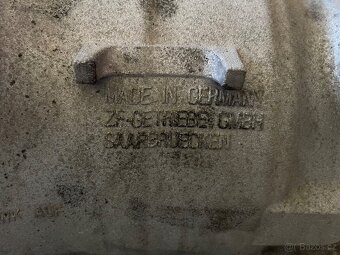 MADE IN GERMANY
ZF-GETRIEBE GMBH
SAARBRUECKEN
© Bazos.cz